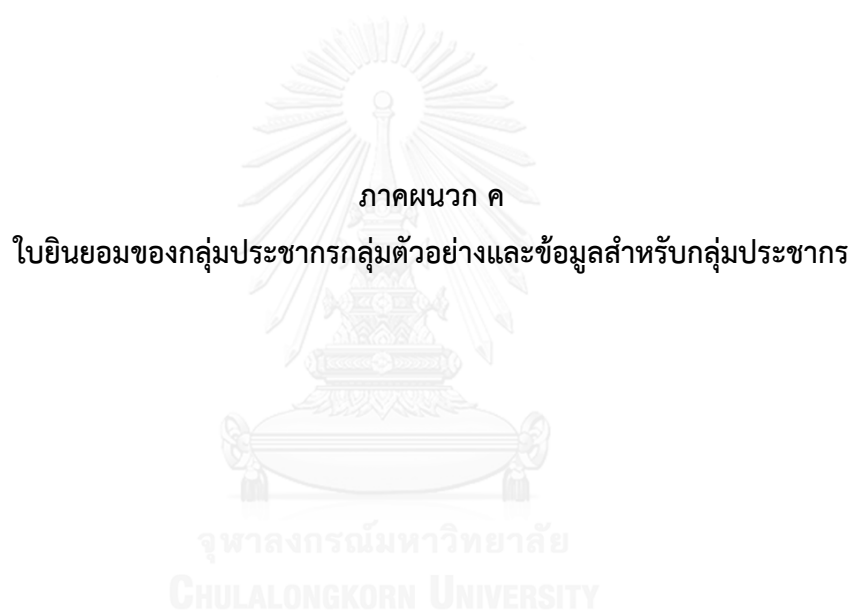 ภาคผนวก ค
ใบยินยอมของกลุ่มประชากรกลุ่มตัวอย่างและข้อมูลสำหรับกลุ่มประชากร
จุฬาลงกรณ์มหาวิทยาลัย
CHULALONGKORN UNIVERSITY